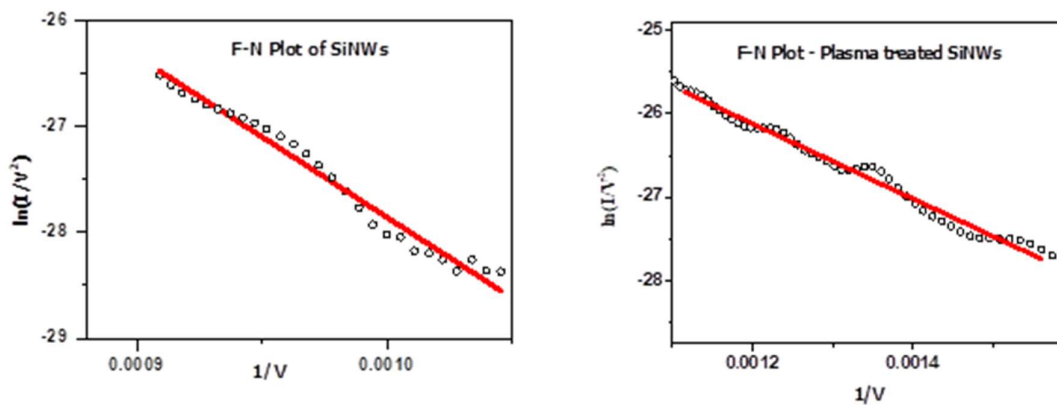 F-N Plot of SiNWs
ln(I/V²)
-26
-27
-28
-29
0.0009
0.0010
1/V
F-N Plot - Plasma treated SiNWs
ln(I/V²)
-25
-26
-27
-28
0.0012
0.0014
1/V